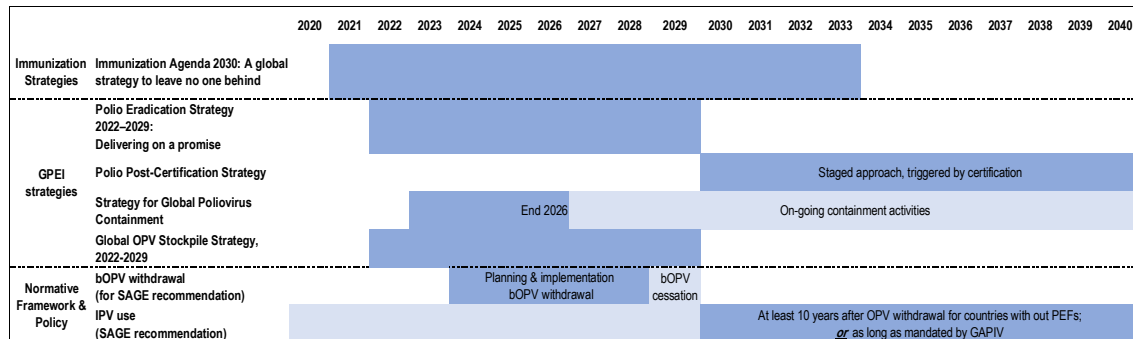 2020 2021 2022 2023 2024 2025 2026 2027 2028 2029 2030 2031 2032 2033 2034 2035 2036 2037 2038 2039 2040
Immunization Strategies
Immunization Agenda 2030: A global
strategy to leave no one behind
GPEI
strategies
Polio Eradication Strategy
2022–2029:
Delivering on a promise
Polio Post-Certification Strategy
Staged approach, triggered by certification
Strategy for Global Poliovirus
Containment
End 2026
On-going containment activities
Global OPV Stockpile Strategy,
2022-2029
Normative
Framework &
Policy
bOPV withdrawal
(for SAGE recommendation)
Planning & implementation
bOPV withdrawal
bOPV
cessation
IPV use
(SAGE recommendation)
At least 10 years after OPV withdrawal for countries with out PEFs;
or as long as mandated by GAPIV